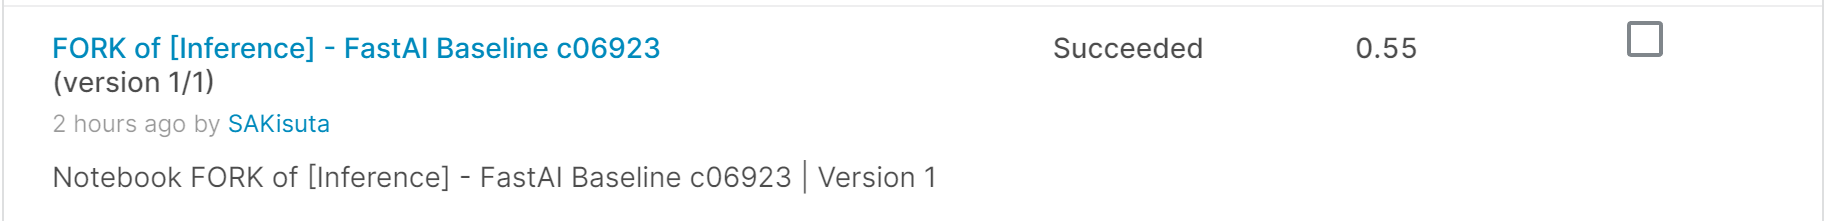 FORK of [Inference] - FastAI Baseline c06923
Succeeded
0.55
(version 1/1)
2 hours ago by SAKisuta
Notebook FORK of [Inference] - FastAI Baseline c06923 | Version 1